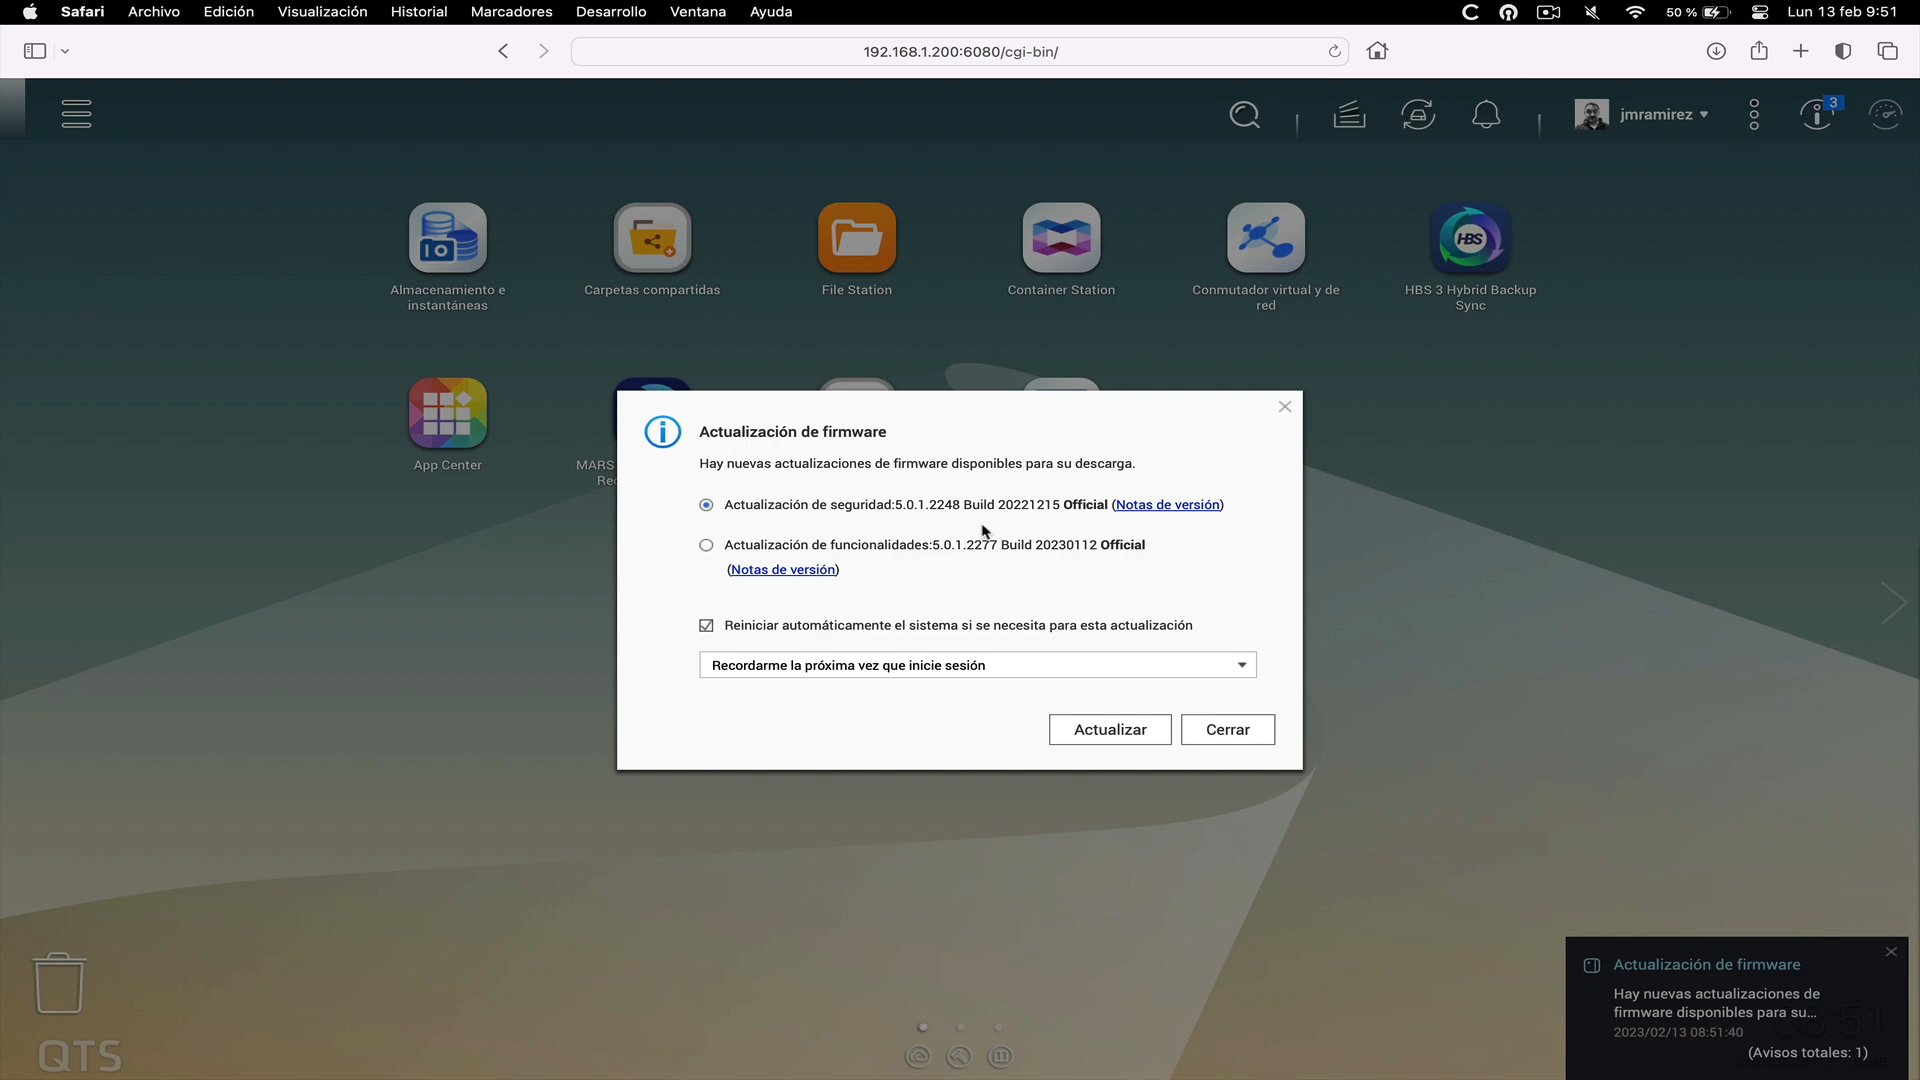 Safari Archivo Edición Visualización Historial Marcadores Desarrollo Ventana Ayuda 50 % Lun 13 feb 9:51
192.168.1.200:6080/cgi-bin/
jmramirez 3
Almacenamiento e
instantáneas
Carpetas compartidas
File Station
Container Station
Conmutador virtual y de
red
HBS
HBS 3 Hybrid Backup
Sync
App Center
MARS
Actualización de firmware
Hay nuevas actualizaciones de firmware disponibles para su descarga.
Actualización de seguridad:5.0.1.2248 Build 20221215 Official (Notas de versión)
Actualización de funcionalidades:5.0.1.2277 Build 20230112 Official
(Notas de versión)
Reiniciar automáticamente el sistema si se necesita para esta actualización
Recordarme la próxima vez que inicie sesión
Actualizar Cerrar
Actualización de firmware
Hay nuevas actualizaciones de
firmware disponibles para su...
2023/02/13 08:51:40
(Avisos totales: 1)
QTS